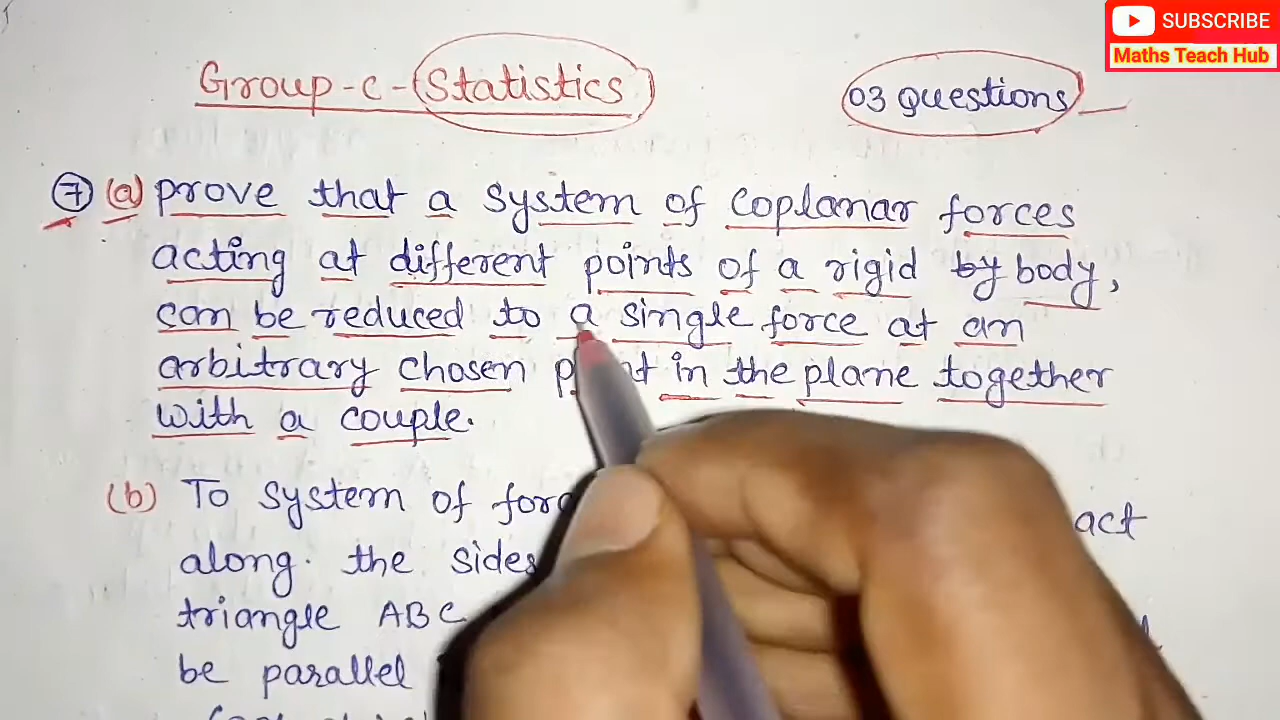 SUBSCRIBE
Maths Teach Hub
Group-C-(Statistics)
03 Questions
7 (a) prove that a system of coplanar forces
acting at different points of a rigid by body,
can be reduced to a single force at an
arbitrary chosen in the plane together
with a couple.
(b) To system of act
along. the sides
triangle ABC
be parallel